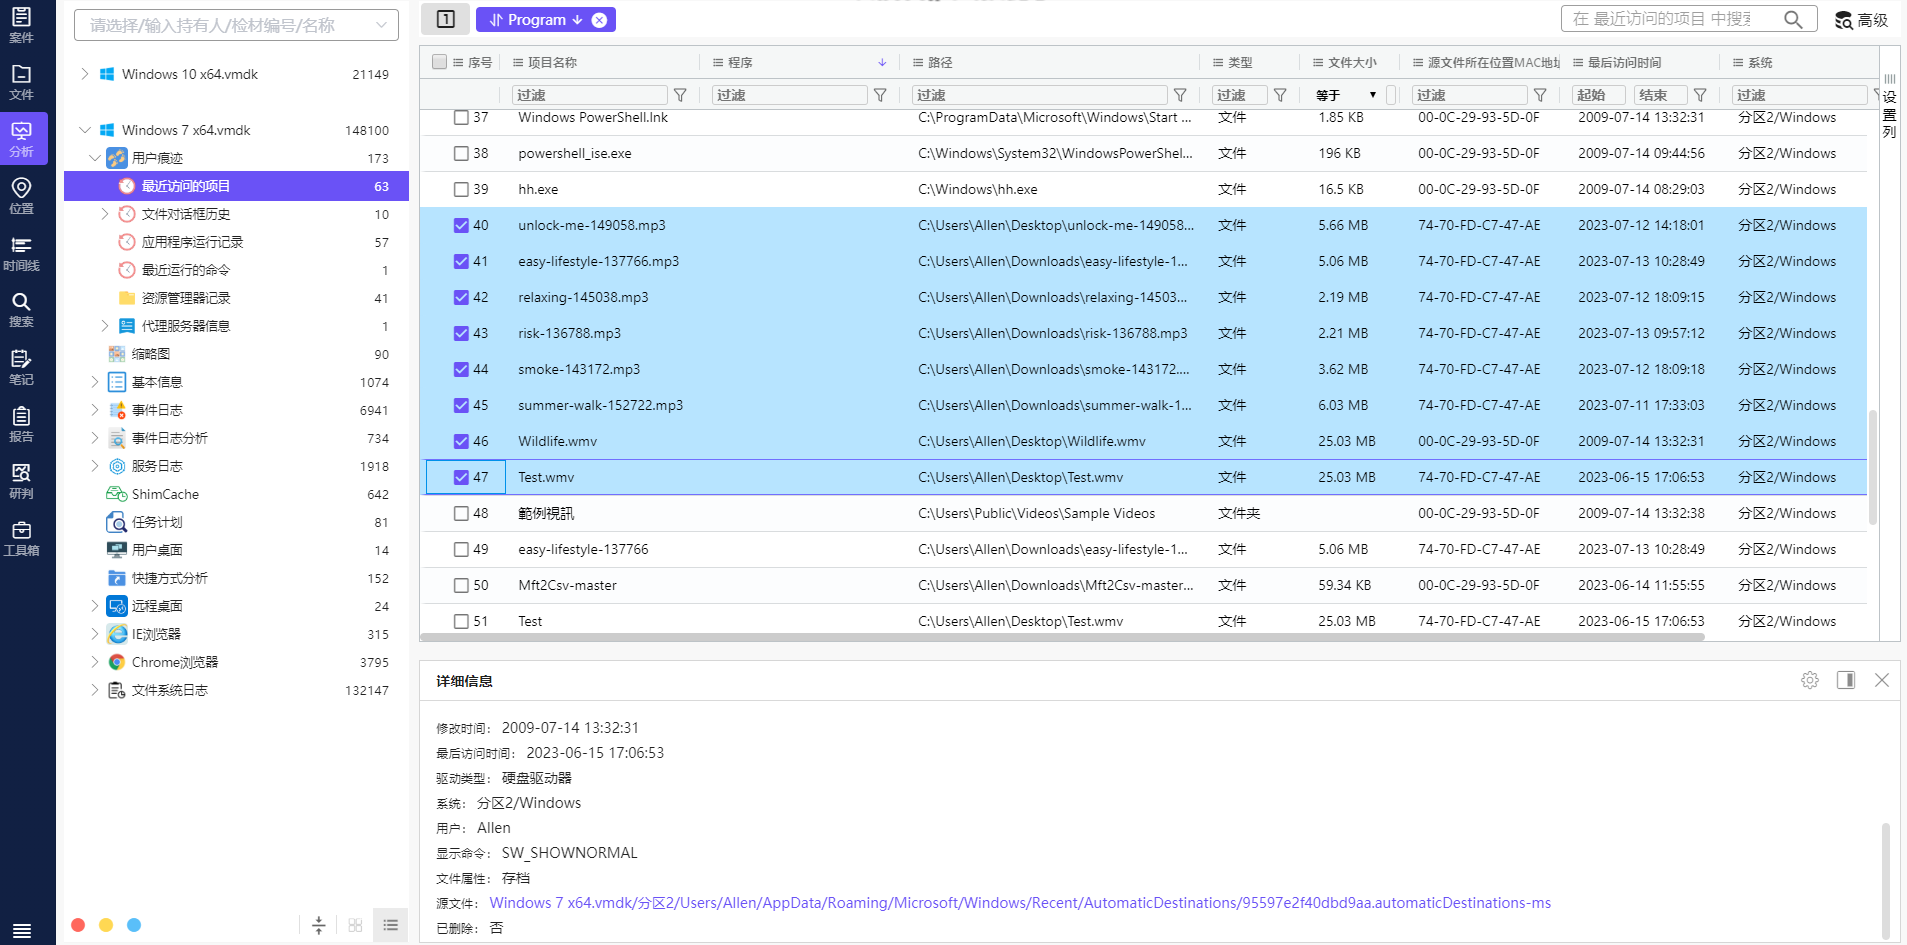 案件
文件
分析
位置
时间线
搜索
笔记
报告
研判
工具箱
请选择/输入持有人/检材编号/名称
Windows 10 x64.vmdk 21149
Windows 7 x64.vmdk 148100
用户痕迹 173
最近访问的项目 63
文件对话框历史 10
应用程序运行记录 57
最近运行的命令 1
资源管理器记录 41
代理服务器信息 1
缩略图 90
基本信息 1074
事件日志 6941
事件日志分析 734
服务日志 1918
ShimCache 642
任务计划 81
用户桌面 14
快捷方式分析 152
远程桌面 24
IE浏览器 315
Chrome浏览器 3795
文件系统日志 132147
1 Program
在 最近访问的项目 中搜 高级
序号 项目名称 程序 路径 类型 文件大小 源文件所在位置MAC地址 最后访问时间 系统
过滤 过滤 过滤 过滤 等于 过滤 起始 结束 过滤
设置列
37 Windows PowerShell.lnk C:\ProgramData\Microsoft\Windows\Start ... 文件 1.85 KB 00-0C-29-93-5D-0F 2009-07-14 13:32:31 分区2/Windows
38 powershell_ise.exe C:\Windows\System32\WindowsPowerShel... 文件 196 KB 00-0C-29-93-5D-0F 2009-07-14 09:44:56 分区2/Windows
39 hh.exe C:\Windows\hh.exe 文件 16.5 KB 00-0C-29-93-5D-0F 2009-07-14 08:29:03 分区2/Windows
40 unlock-me-149058.mp3 C:\Users\Allen\Desktop\unlock-me-149058... 文件 5.66 MB 74-70-FD-C7-47-AE 2023-07-12 14:18:01 分区2/Windows
41 easy-lifestyle-137766.mp3 C:\Users\Allen\Downloads\easy-lifestyle-1... 文件 5.06 MB 74-70-FD-C7-47-AE 2023-07-13 10:28:49 分区2/Windows
42 relaxing-145038.mp3 C:\Users\Allen\Downloads\relaxing-14503... 文件 2.19 MB 74-70-FD-C7-47-AE 2023-07-12 18:09:15 分区2/Windows
43 risk-136788.mp3 C:\Users\Allen\Downloads\risk-136788.mp3 文件 2.21 MB 74-70-FD-C7-47-AE 2023-07-13 09:57:12 分区2/Windows
44 smoke-143172.mp3 C:\Users\Allen\Downloads\smoke-143172.... 文件 3.62 MB 74-70-FD-C7-47-AE 2023-07-12 18:09:18 分区2/Windows
45 summer-walk-152722.mp3 C:\Users\Allen\Downloads\summer-walk-1... 文件 6.03 MB 74-70-FD-C7-47-AE 2023-07-11 17:33:03 分区2/Windows
46 Wildlife.wmv C:\Users\Allen\Desktop\Wildlife.wmv 文件 25.03 MB 00-0C-29-93-5D-0F 2009-07-14 13:32:31 分区2/Windows
47 Test.wmv C:\Users\Allen\Desktop\Test.wmv 文件 25.03 MB 74-70-FD-C7-47-AE 2023-06-15 17:06:53 分区2/Windows
48 範例視訊 C:\Users\Public\Videos\Sample Videos 文件夹 00-0C-29-93-5D-0F 2009-07-14 13:32:38 分区2/Windows
49 easy-lifestyle-137766 C:\Users\Allen\Downloads\easy-lifestyle-1... 文件 5.06 MB 74-70-FD-C7-47-AE 2023-07-13 10:28:49 分区2/Windows
50 Mft2Csv-master C:\Users\Allen\Downloads\Mft2Csv-master... 文件 59.34 KB 00-0C-29-93-5D-0F 2023-06-14 11:55:55 分区2/Windows
51 Test C:\Users\Allen\Desktop\Test.wmv 文件 25.03 MB 74-70-FD-C7-47-AE 2023-06-15 17:06:53 分区2/Windows
详细信息
修改时间： 2009-07-14 13:32:31
最后访问时间： 2023-06-15 17:06:53
驱动类型： 硬盘驱动器
系统： 分区2/Windows
用户： Allen
显示命令： SW_SHOWNORMAL
文件属性： 存档
源文件： Windows 7 x64.vmdk/分区2/Users/Allen/AppData/Roaming/Microsoft/Windows/Recent/AutomaticDestinations/95597e2f40dbd9aa.automaticDestinations-ms
已删除： 否